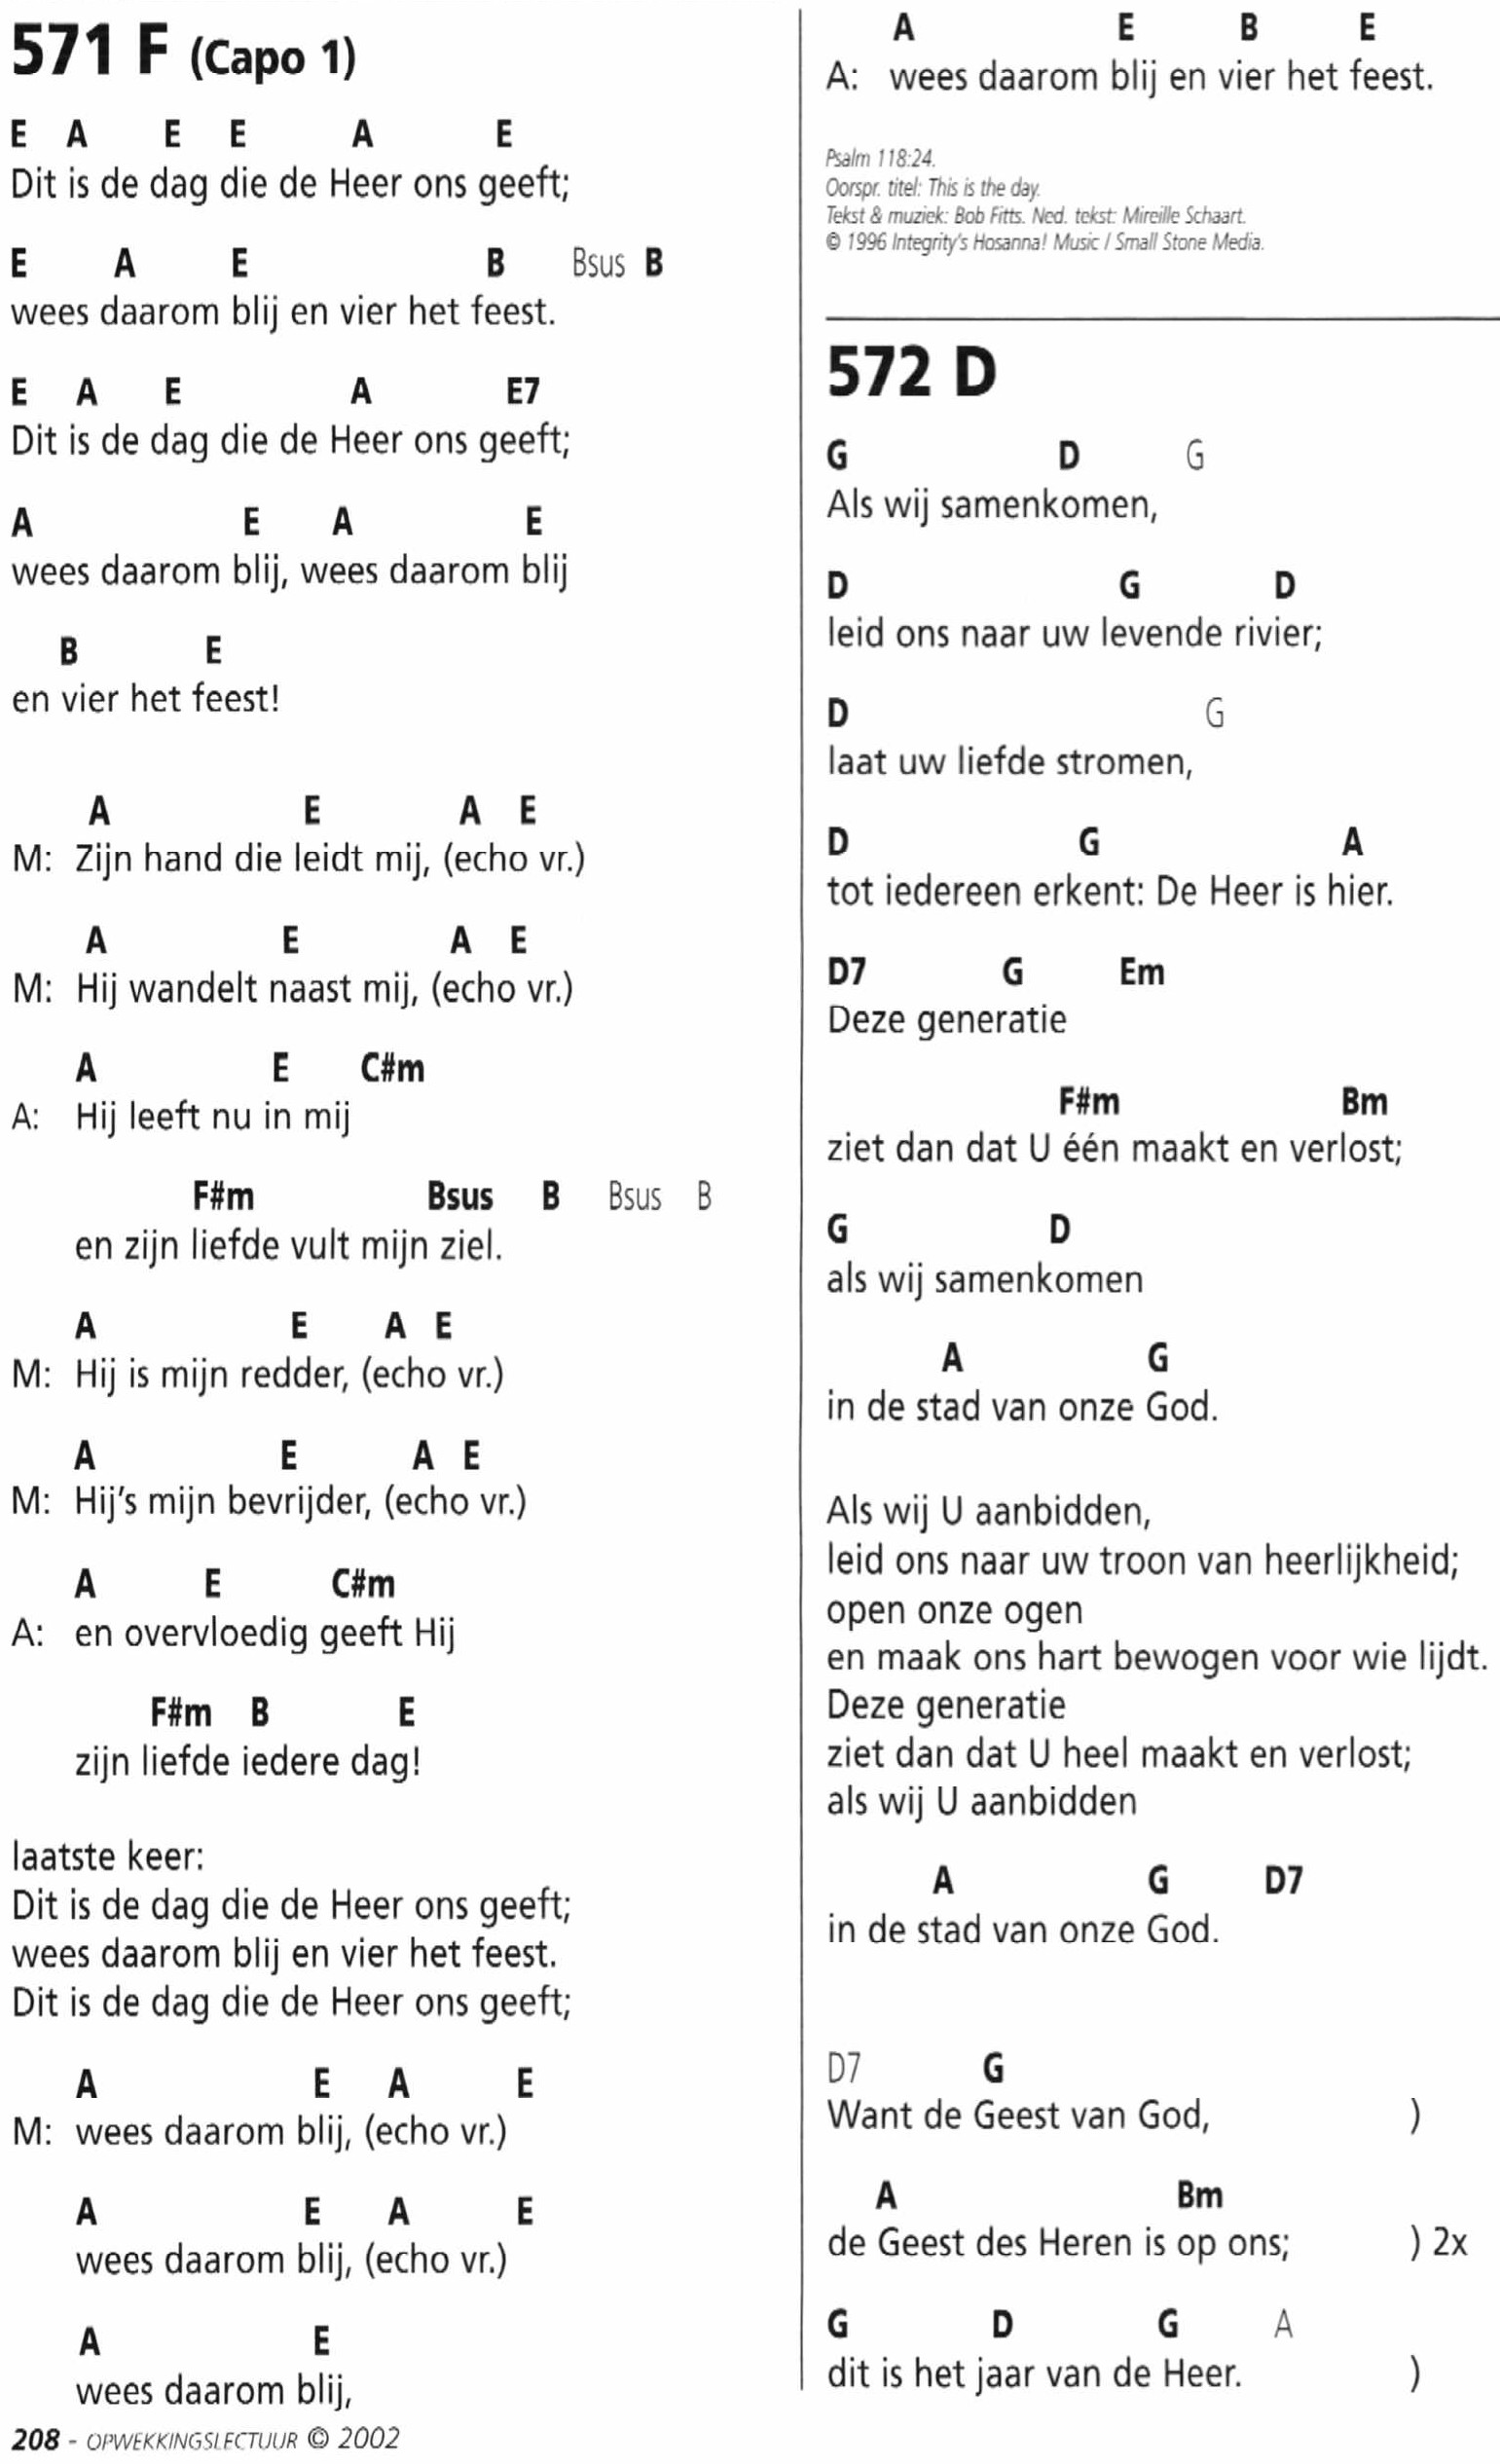 571 F (Capo 1)
E A E E A E
Dit is de dag die de Heer ons geeft;
E A E B Bsus B
wees daarom blij en vier het feest.
E A E A E7
Dit is de dag die de Heer ons geeft;
A E A E
wees daarom blij, wees daarom blij
B E
en vier het feest!
A E A E
M: Zijn hand die leidt mij, (echo vr.)
A E A E
M: Hij wandelt naast mij, (echo vr.)
A E C#m
A: Hij leeft nu in mij
F#m Bsus B Bsus B
en zijn liefde vult mijn ziel.
A E A E
M: Hij is mijn redder, (echo vr.)
A E A E
M: Hij's mijn bevrijder, (echo vr.)
A E C#m
A: en overvloedig geeft Hij
F#m B E
zijn liefde iedere dag!
laatste keer:
Dit is de dag die de Heer ons geeft;
wees daarom blij en vier het feest.
Dit is de dag die de Heer ons geeft;
A E A E
M: wees daarom blij, (echo vr.)
A E A E
wees daarom blij, (echo vr.)
A E
wees daarom blij,
208 - OPWEKKINGSLECTUUR © 2002
A E B E
A: wees daarom blij en vier het feest.
Psalm 118:24.
Oorspr. titel: This is the day.
Tekst & muziek: Bob Fitts. Ned. tekst: Mireille Schaart.
© 1996 Integrity's Hosanna! Music / Small Stone Media.
572 D
G D G
Als wij samenkomen,
D G D
leid ons naar uw levende rivier;
D G
laat uw liefde stromen,
D G A
tot iedereen erkent: De Heer is hier.
D7 G Em
Deze generatie
F#m Bm
ziet dan dat U één maakt en verlost;
G D
als wij samenkomen
A G
in de stad van onze God.
Als wij U aanbidden,
leid ons naar uw troon van heerlijkheid;
open onze ogen
en maak ons hart bewogen voor wie lijdt.
Deze generatie
ziet dan dat U heel maakt en verlost;
als wij U aanbidden
A G D7
in de stad van onze God.
D7 G
Want de Geest van God, )
A Bm
de Geest des Heren is op ons; ) 2x
G D G A
dit is het jaar van de Heer. )